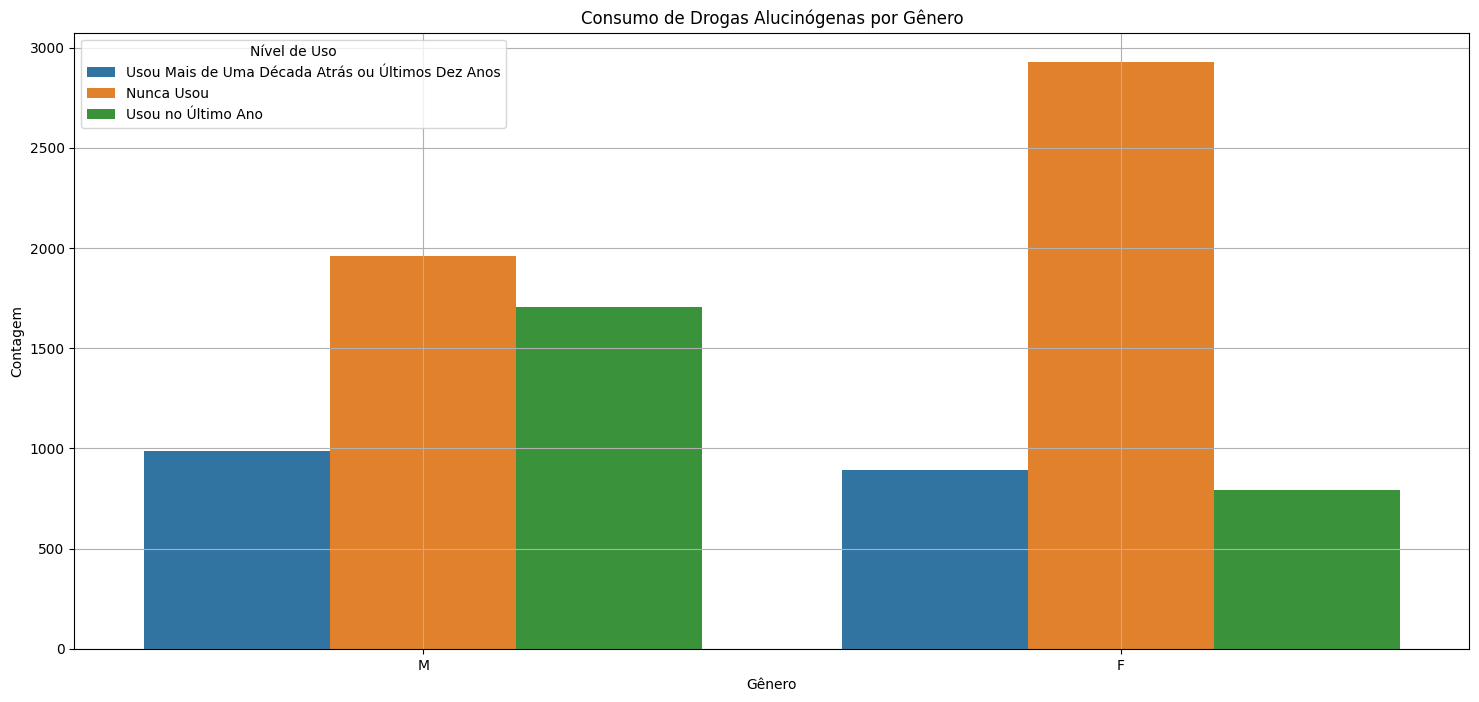 Consumo de Drogas Alucinógenas por Gênero
Nível de Uso
Usou Mais de Uma Década Atrás ou Últimos Dez Anos
Nunca Usou
Usou no Último Ano
3000
2500
2000
1500
1000
500
0
Contagem
M
F
Gênero